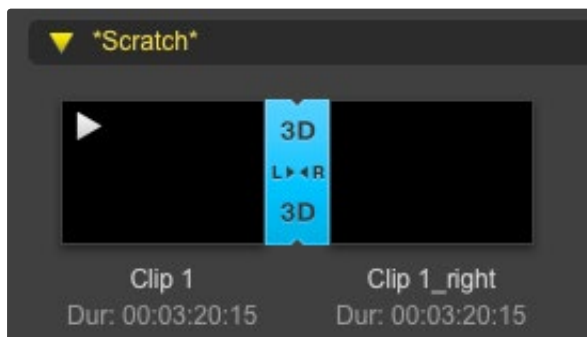 *Scratch*
3D
L R
3D
Clip 1 Clip 1_right
Dur: 00:03:20:15 Dur: 00:03:20:15